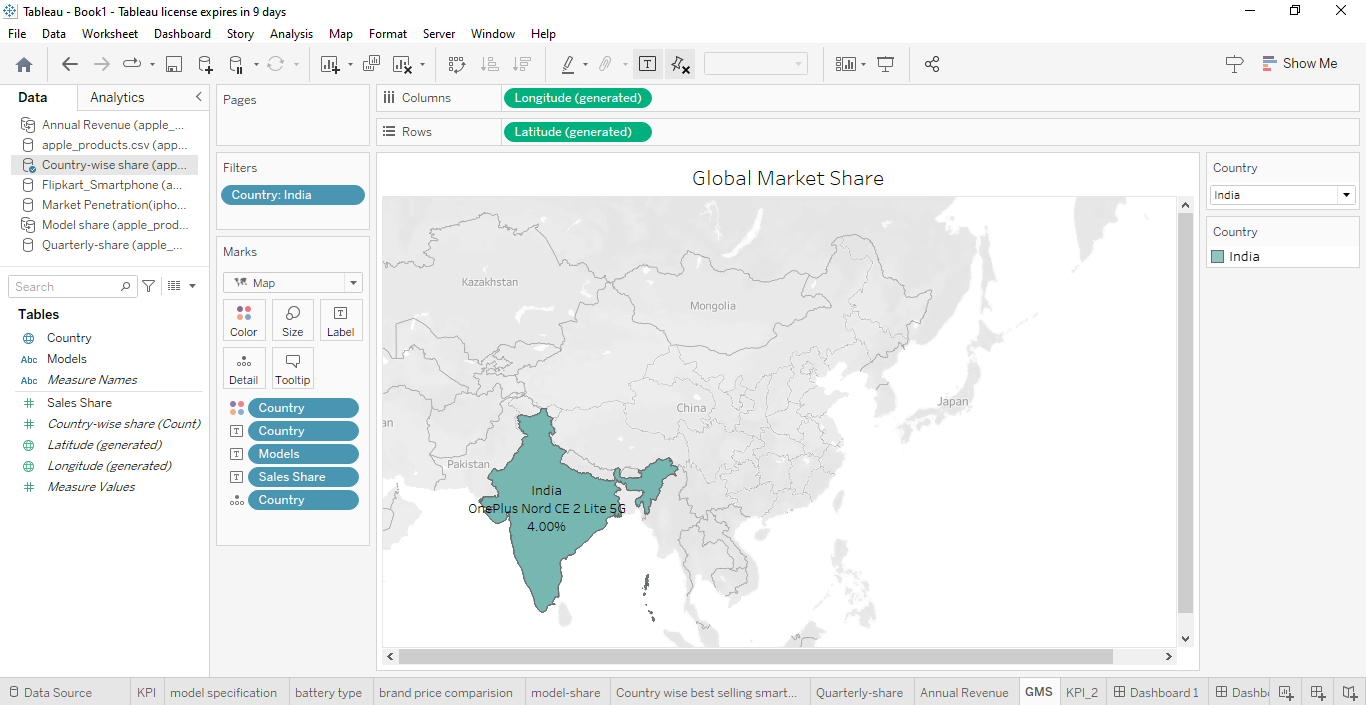 Tableau - Book1 - Tableau license expires in 9 days
File Data Worksheet Dashboard Story Analysis Map Format Server Window Help
Show Me
Data Analytics
Annual Revenue (apple_...
apple_products.csv (app...
Country-wise share (app...
Flipkart_Smartphone (a...
Market Penetration(ipho...
Model share (apple_prod...
Quarterly-share (apple_...
Search
Tables
Country
Abc Models
Abc Measure Names
Sales Share
Country-wise share (Count)
Latitude (generated)
Longitude (generated)
Measure Values
Pages
Filters
Country: India
Marks
Map
Color Size Label
Detail Tooltip
Country
Country
Models
Sales Share
Country
Columns Longitude (generated)
Rows Latitude (generated)
Global Market Share
Kazakhstan
Mongolia
China
Japan
an
Pakistan
India
OnePlus Nord CE 2 Lite 5G
4.00%
Country
India
Country
India
Data Source KPI model specification battery type brand price comparision model-share Country wise best selling smart... Quarterly-share Annual Revenue GMS KPI_2 Dashboard 1 Dashb